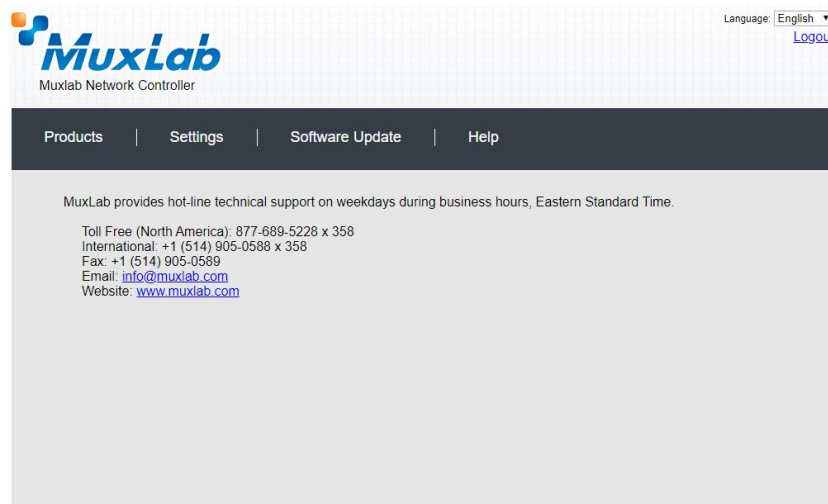 Language: English
MuxLab
Logou
Muxlab Network Controller
Products | Settings | Software Update | Help
MuxLab provides hot-line technical support on weekdays during business hours, Eastern Standard Time.
Toll Free (North America): 877-689-5228 x 358
International: +1 (514) 905-0588 x 358
Fax: +1 (514) 905-0589
Email: info@muxlab.com
Website: www.muxlab.com